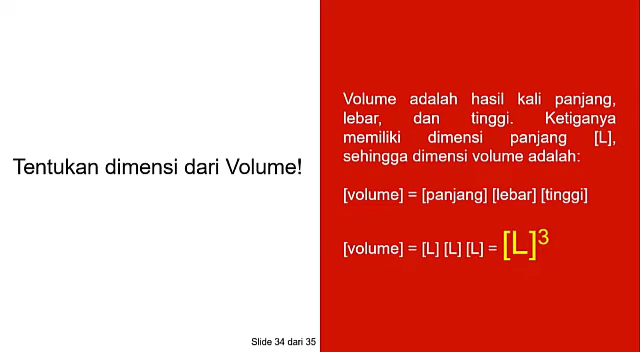 Tentukan dimensi dari Volume!
Volume adalah hasil kali panjang,
lebar, dan tinggi. Ketiganya
memiliki dimensi panjang [L],
sehingga dimensi volume adalah:
[volume] = [panjang] [lebar] [tinggi]
[volume] = [L] [L] [L] = [L]³
Slide 34 dari 35